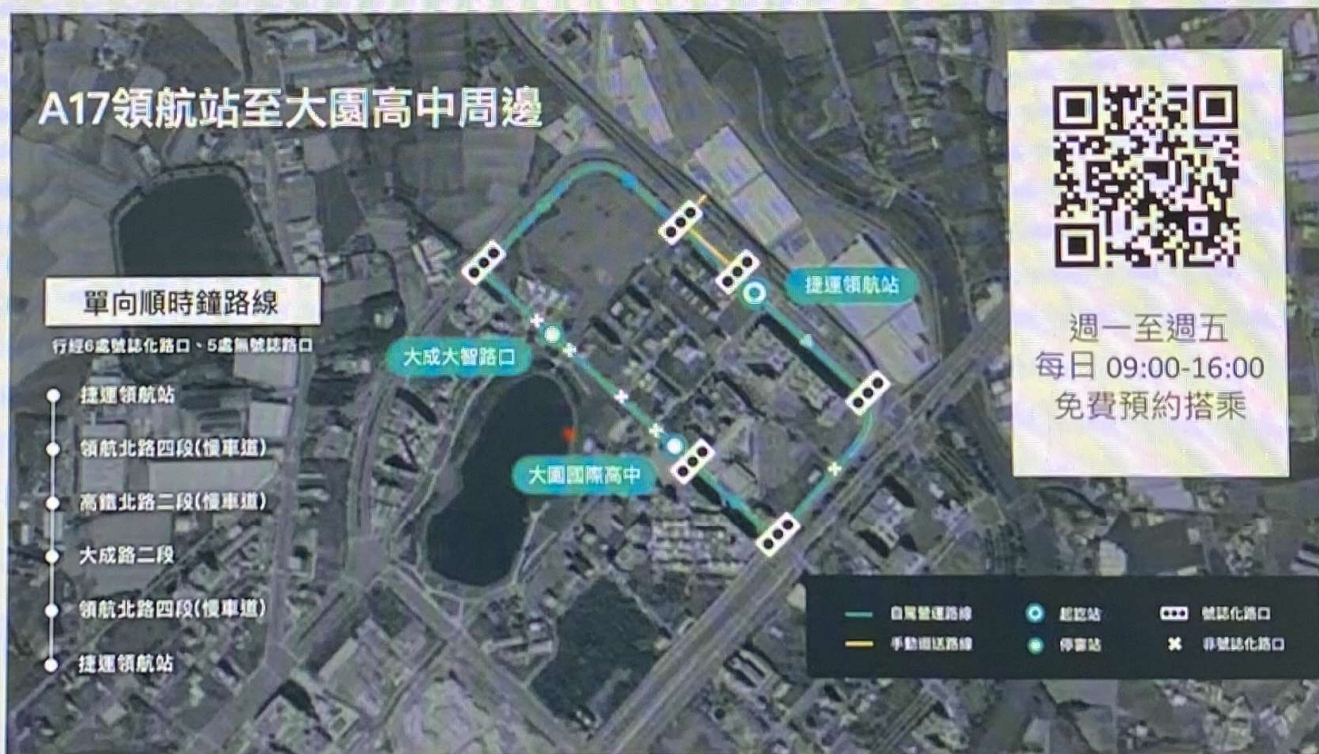 A17領航站至大園高中周邊
單向順時鐘路線
行經6處號誌化路口、5處無號誌路口
捷運領航站
領航北路四段(慢車道)
高鐵北路二段(慢車道)
大成路二段
領航北路四段(慢車道)
捷運領航站
捷運領航站
大成大智路口
大園國際高中
週一至週五
每日 09:00-16:00
免費預約搭乘
自駕營運路線
起訖站
號誌化路口
手動遊送路線
停靠站
非號誌化路口